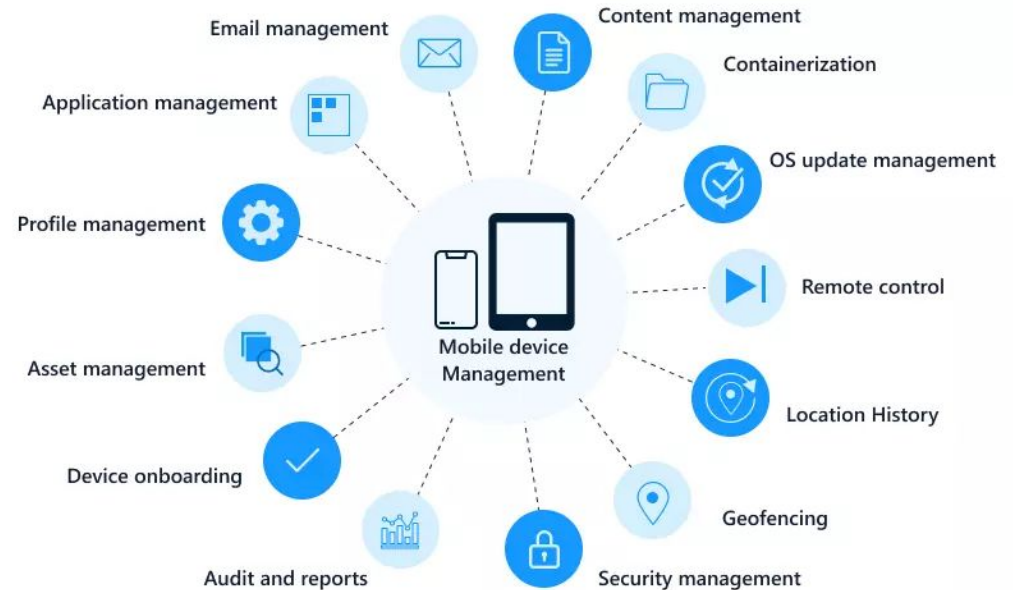 Email management
Content management
Containerization
Application management
OS update management
Profile management
Remote control
Mobile device
Management
Asset management
Location History
Device onboarding
Geofencing
Audit and reports
Security management